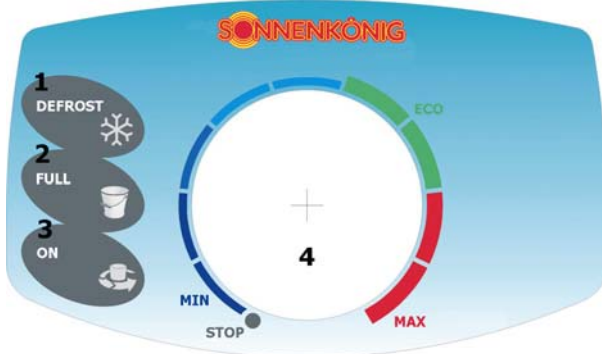 SONNENKÖNIG
1
DEFROST
2
FULL
3
ON
ECO
4
MIN
STOP
MAX